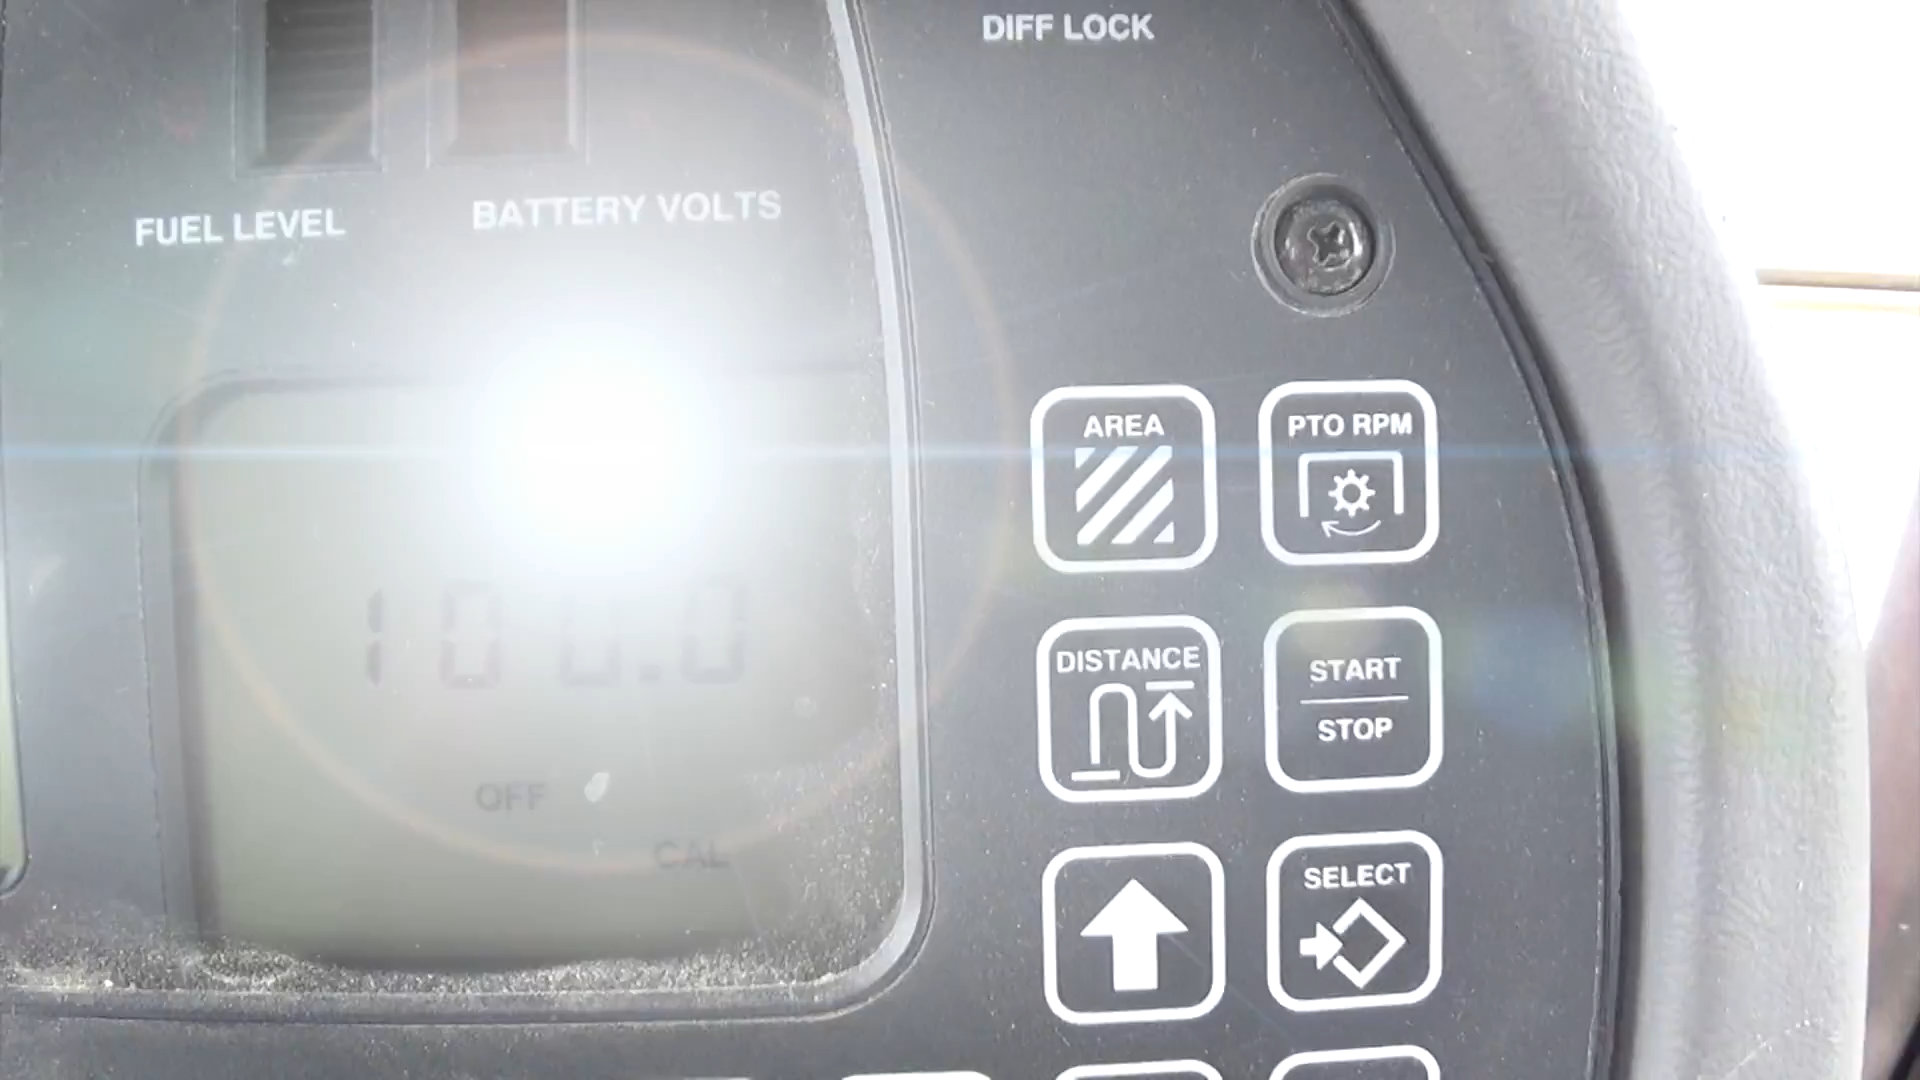 DIFF LOCK
FUEL LEVEL
BATTERY VOLTS
AREA
PTO RPM
DISTANCE
START
STOP
OFF
CAL
SELECT